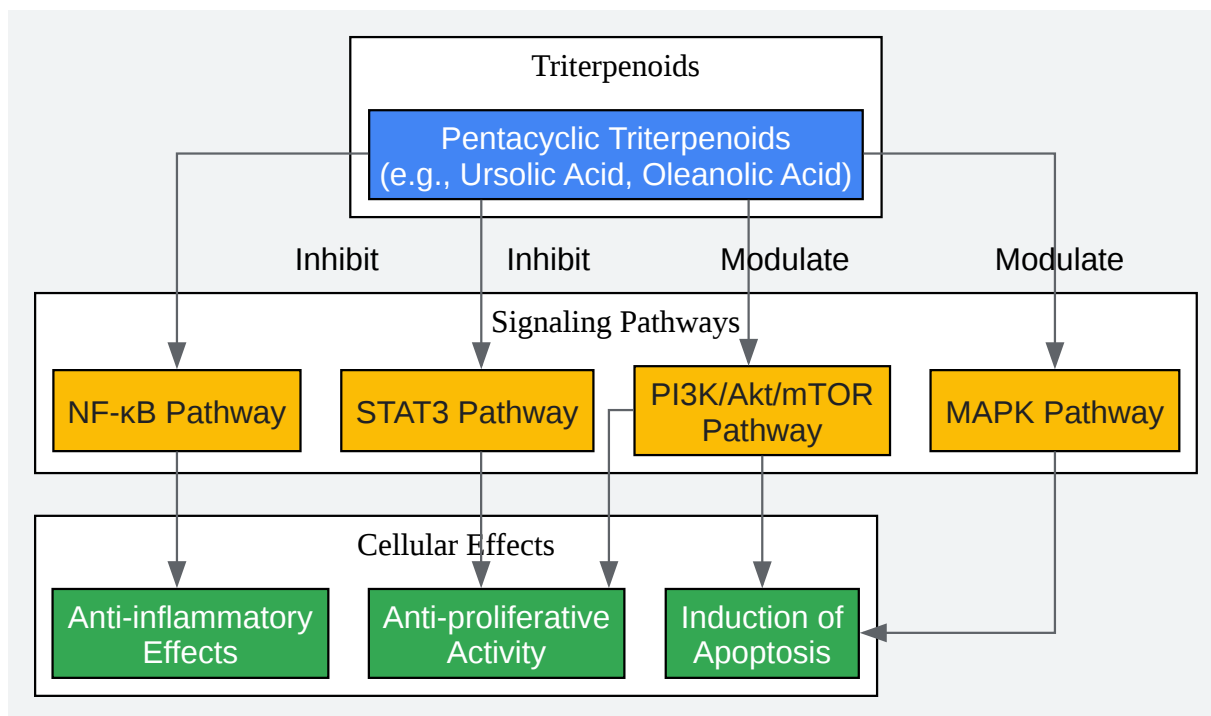 Triterpenoids
Pentacyclic Triterpenoids
(e.g., Ursolic Acid, Oleanolic Acid)
Inhibit
Inhibit
Modulate
Modulate
Signaling Pathways
NF-κB Pathway
STAT3 Pathway
PI3K/Akt/mTOR
Pathway
MAPK Pathway
Cellular Effects
Anti-inflammatory
Effects
Anti-proliferative
Activity
Induction of
Apoptosis